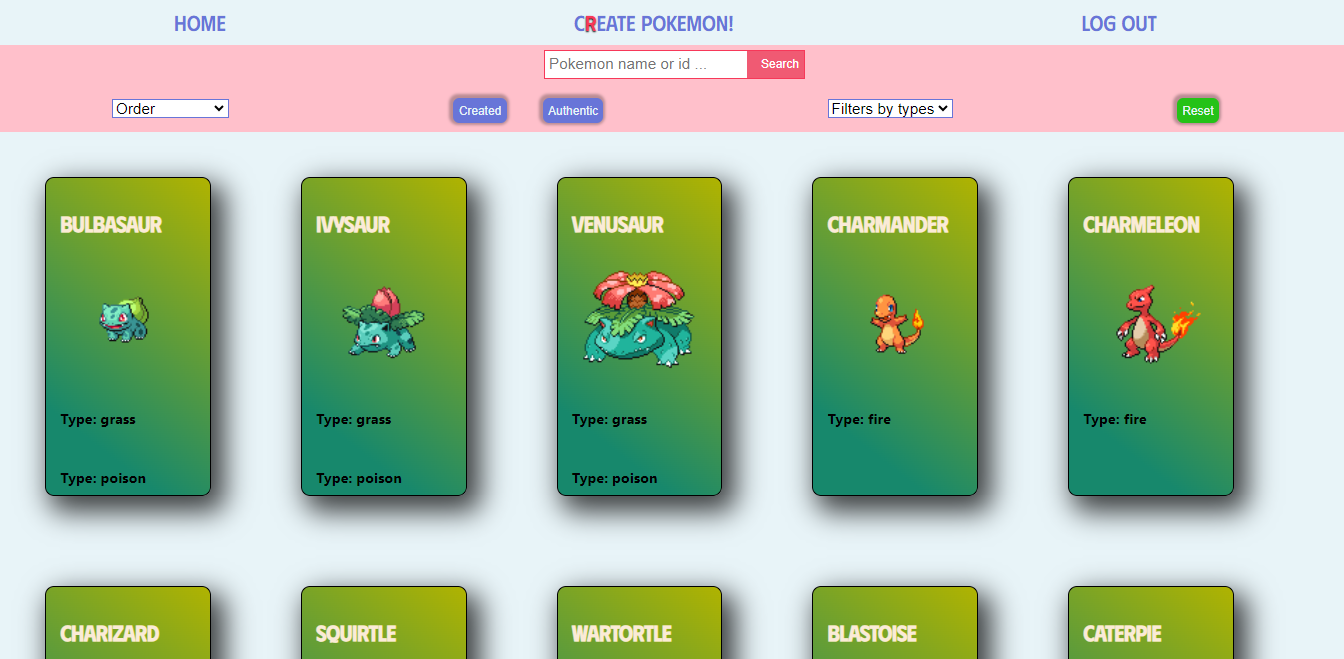 HOME CREATE POKEMON! LOG OUT
Pokemon name or id ... Search
Order Created Authentic Filters by types Reset
BULBASAUR IVYSAUR VENUSAUR CHARMANDER CHARMELEON
Type: grass Type: grass Type: grass Type: fire Type: fire
Type: poison Type: poison Type: poison
CHARIZARD SQUIRTLE WARTORTLE BLASTOISE CATERPIE